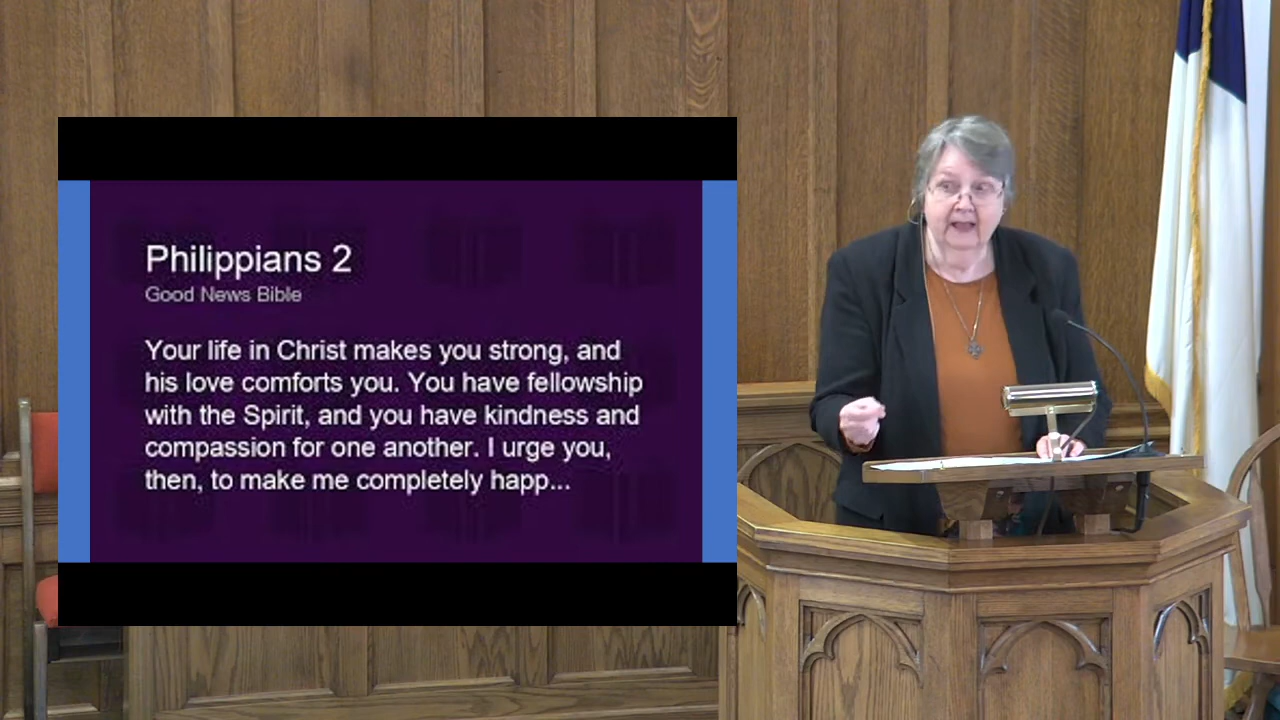 Philippians 2
Good News Bible
Your life in Christ makes you strong, and
his love comforts you. You have fellowship
with the Spirit, and you have kindness and
compassion for one another. I urge you,
then, to make me completely happ...